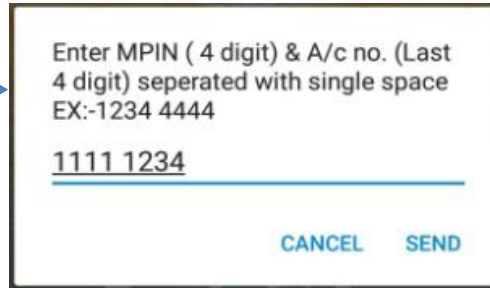 Enter MPIN ( 4 digit) & A/c no. (Last
4 digit) seperated with single space
EX:-1234 4444
1111 1234
CANCEL SEND